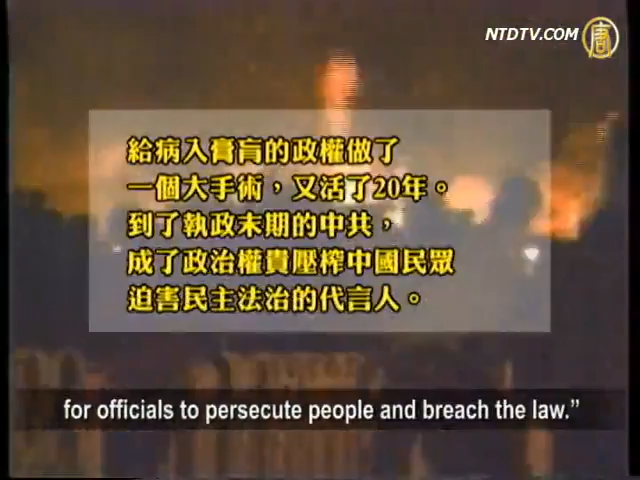 NTDTV.COM
唐
給病入膏肓的政權做了
一個大手術，又活了20年。
到了執政末期的中共，
成了政治權貴壓榨中國民眾
迫害民主法治的代言人。
for officials to persecute people and breach the law.”